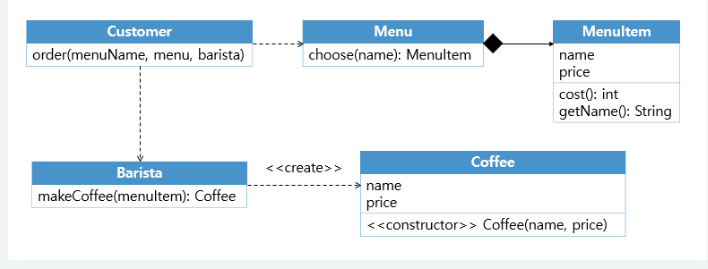 Customer
order(menuName, menu, barista)
Menu
choose(name): MenuItem
MenuItem
name
price
cost(): int
getName(): String
Barista
makeCoffee(menuItem): Coffee
<<create>>
Coffee
name
price
<<constructor>> Coffee(name, price)